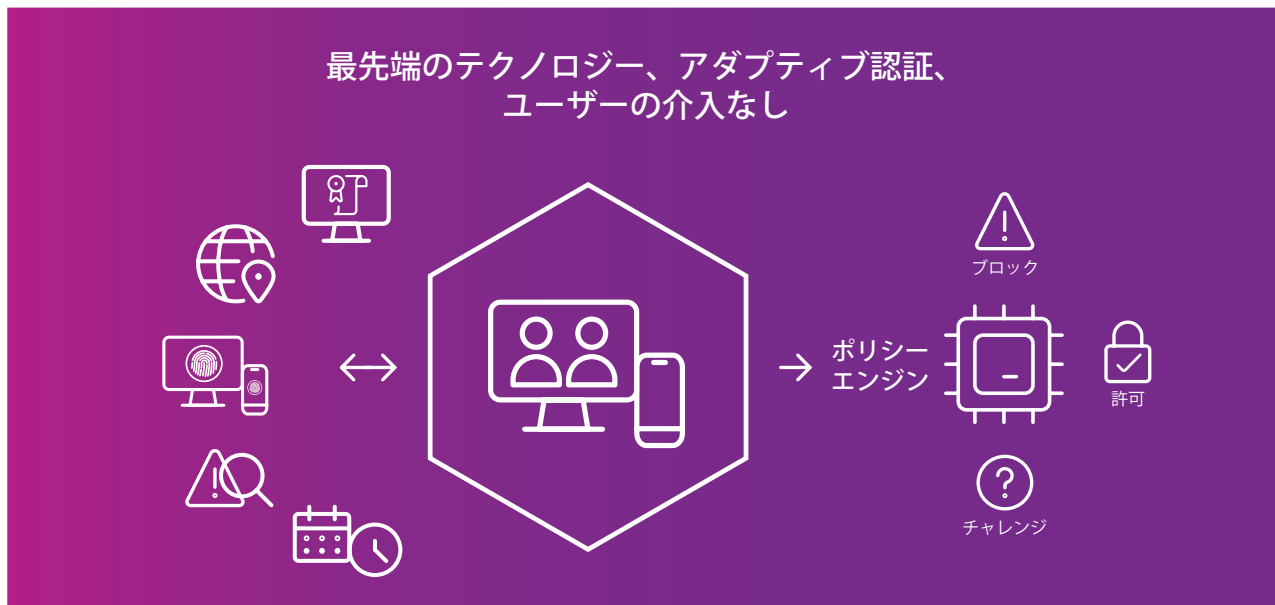 最先端のテクノロジー、アダプティブ認証、
ユーザーの介入なし
ブロック
ポリシー
エンジン
許可
チャレンジ